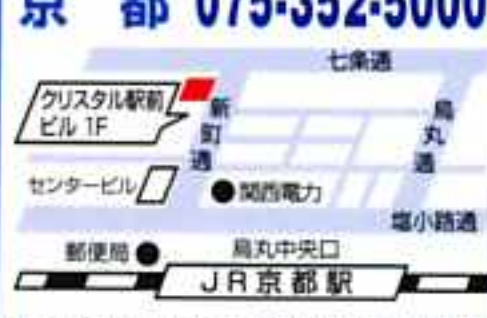 京 都 075-352-5000
七条通
クリスタル駅前
ビル 1F
新町通
烏丸通
センタービル
関西電力
塩小路通
郵便局
烏丸中央口
JR京都駅